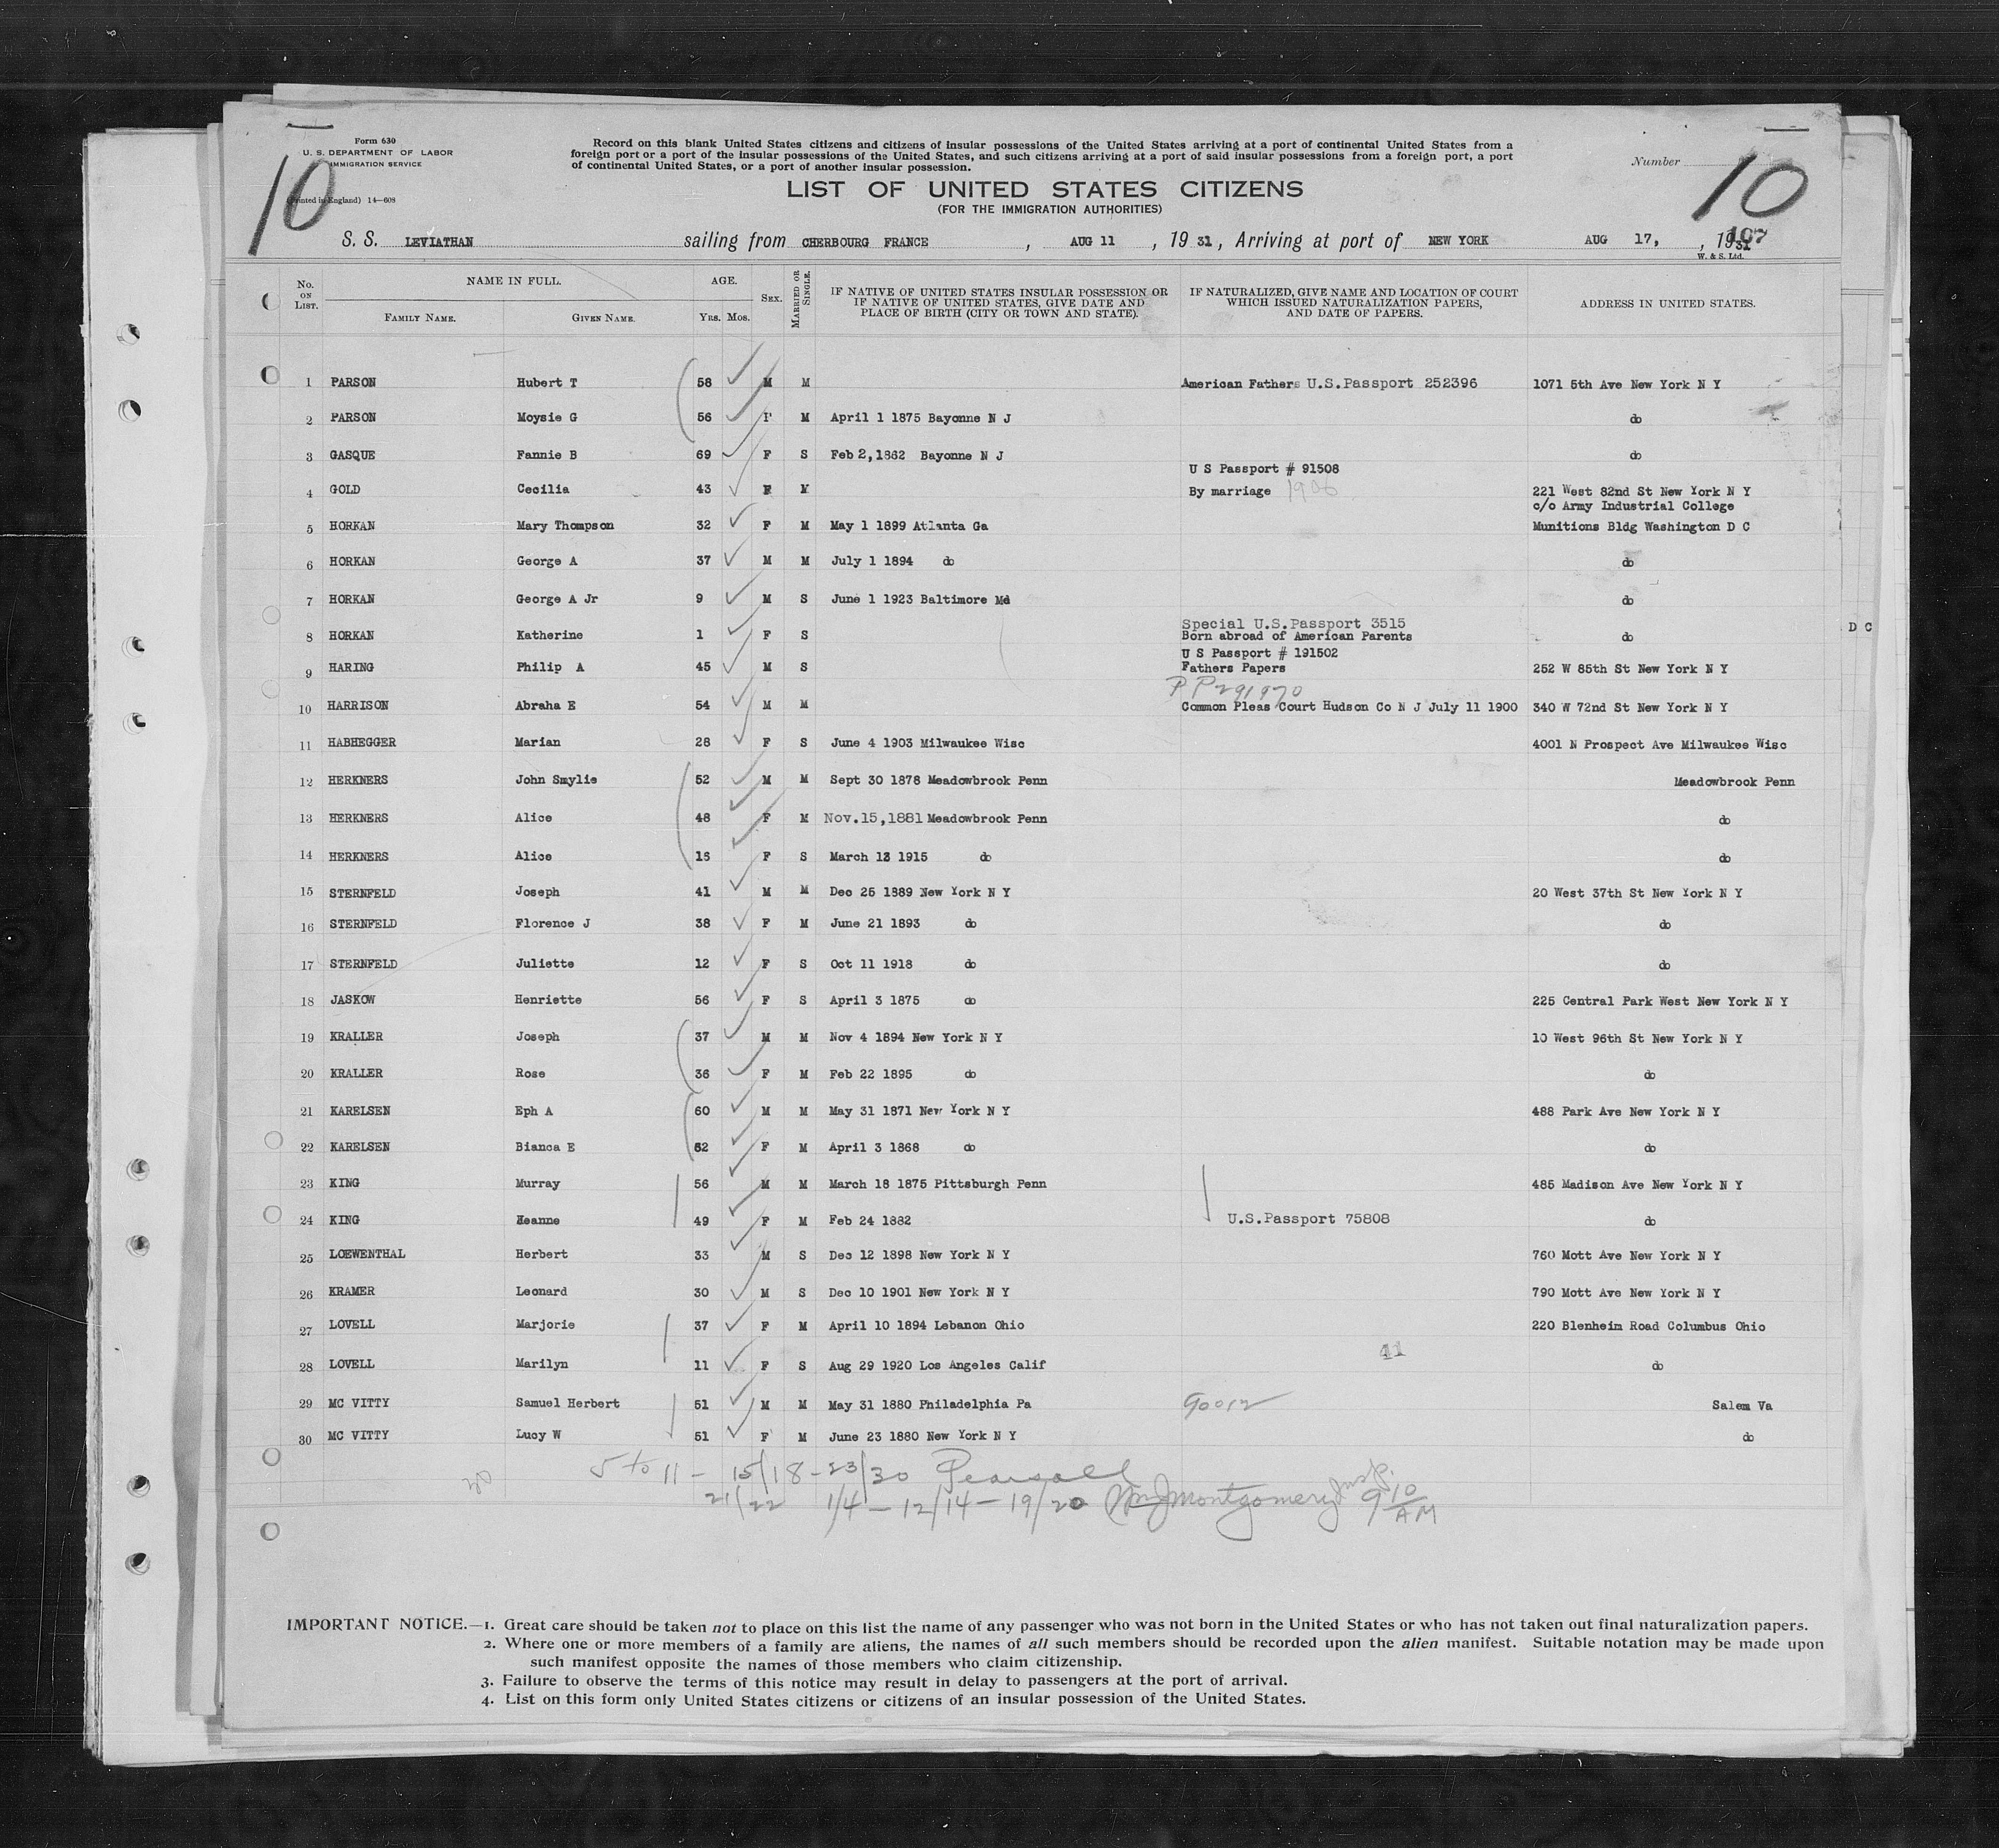 Form 630
U. S. DEPARTMENT OF LABOR
IMMIGRATION SERVICE
(Printed in England) 14—608
10
Record on this blank United States citizens and citizens of insular possessions of the United States arriving at a port of continental United States from a
foreign port or a port of the insular possessions of the United States, and such citizens arriving at a port of said insular possessions from a foreign port, a port
of continental United States, or a port of another insular possession.
Number
10
LIST OF UNITED STATES CITIZENS
(FOR THE IMMIGRATION AUTHORITIES)
S. S. LEVIATHAN sailing from CHERBOURG FRANCE, AUG 11, 19 31, Arriving at port of NEW YORK AUG 17, , 1931
107
W. & S. Ltd.
No. ON LIST. NAME IN FULL. AGE. SEX. MARRIED OR SINGLE. IF NATIVE OF UNITED STATES INSULAR POSSESSION OR IF NATIVE OF UNITED STATES, GIVE DATE AND PLACE OF BIRTH (CITY OR TOWN AND STATE). IF NATURALIZED, GIVE NAME AND LOCATION OF COURT WHICH ISSUED NATURALIZATION PAPERS, AND DATE OF PAPERS. ADDRESS IN UNITED STATES.
FAMILY NAME. GIVEN NAME. YRS. MOS.
1 PARSON Hubert T 58 M M American Fathers U.S.Passport 252396 1071 5th Ave New York N Y
2 PARSON Moysie G 56 F M April 1 1875 Bayonne N J do
3 GASQUE Fannie B 69 F S Feb 2,1862 Bayonne N J do
U S Passport # 91508
4 GOLD Cecilia 43 F M By marriage 1906 221 West 82nd St New York N Y
c/o Army Industrial College
5 HORKAN Mary Thompson 32 F M May 1 1899 Atlanta Ga Munitions Bldg Washington D C
6 HORKAN George A 37 M M July 1 1894 do do
7 HORKAN George A Jr 9 M S June 1 1923 Baltimore Md do
Special U.S.Passport 3515
8 HORKAN Katherine 1 F S Born abroad of American Parents do
D C
U S Passport # 191502
9 HARING Philip A 45 M S Fathers Papers 252 W 85th St New York N Y
PP 291970
10 HARRISON Abraha E 54 M M Common Pleas Court Hudson Co N J July 11 1900 340 W 72nd St New York N Y
11 HABHEGGER Marian 28 F S June 4 1903 Milwaukee Wisc 4001 N Prospect Ave Milwaukee Wisc
12 HERKNERS John Smylie 52 M M Sept 30 1878 Meadowbrook Penn Meadowbrook Penn
13 HERKNERS Alice 48 F M Nov.15,1881 Meadowbrook Penn do
14 HERKNERS Alice 16 F S March 13 1915 do do
15 STERNFELD Joseph 41 M M Dec 25 1889 New York N Y 20 West 37th St New York N Y
16 STERNFELD Florence J 38 F M June 21 1893 do do
17 STERNFELD Juliette 12 F S Oct 11 1918 do do
18 JASKOW Henriette 56 F S April 3 1875 do 225 Central Park West New York N Y
19 KRALLER Joseph 37 M M Nov 4 1894 New York N Y 10 West 96th St New York N Y
20 KRALLER Rose 36 F M Feb 22 1895 do do
21 KARELSEN Eph A 60 M M May 31 1871 New York N Y 488 Park Ave New York N Y
22 KARELSEN Bianca E 62 F M April 3 1868 do do
23 KING Murray 56 M M March 18 1875 Pittsburgh Penn 485 Madison Ave New York N Y
24 KING Jeanne 49 F M Feb 24 1882 U.S.Passport 75808 do
25 LOEWENTHAL Herbert 33 M S Dec 12 1898 New York N Y 760 Mott Ave New York N Y
26 KRAMER Leonard 30 M S Dec 10 1901 New York N Y 790 Mott Ave New York N Y
27 LOVELL Marjorie 37 F M April 10 1894 Lebanon Ohio 220 Blenheim Road Columbus Ohio
41
28 LOVELL Marilyn 11 F S Aug 29 1920 Los Angeles Calif do
29 MC VITTY Samuel Herbert 51 M M May 31 1880 Philadelphia Pa 90012 Salem Va
30 MC VITTY Lucy W 51 F M June 23 1880 New York N Y do
20 5 to 11 - 15/18 - 23/30 Pearsall
21/22 1/4 - 12/14 - 19/20 Wm J Montgomery Insp. 9 10 AM
IMPORTANT NOTICE.—1. Great care should be taken not to place on this list the name of any passenger who was not born in the United States or who has not taken out final naturalization papers.
2. Where one or more members of a family are aliens, the names of all such members should be recorded upon the alien manifest. Suitable notation may be made upon
such manifest opposite the names of those members who claim citizenship.
3. Failure to observe the terms of this notice may result in delay to passengers at the port of arrival.
4. List on this form only United States citizens or citizens of an insular possession of the United States.